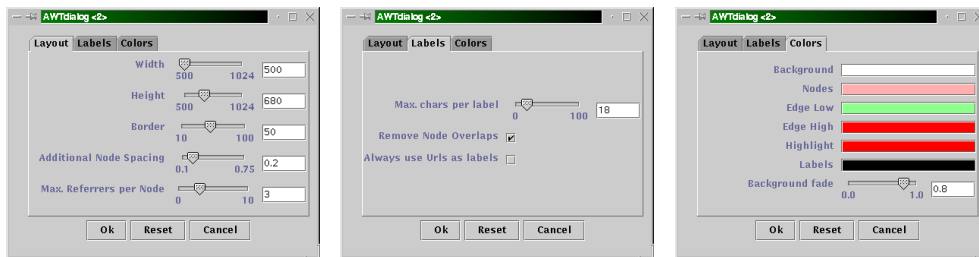 AWTdialog <2>
Layout Labels Colors
Width
500 1024
500
Height
500 1024
680
Border
10 100
50
Additional Node Spacing
0.1 0.75
0.2
Max. Referrers per Node
0 10
3
Ok Reset Cancel
AWTdialog <2>
Layout Labels Colors
Max. chars per label
0 100
18
Remove Node Overlaps
Always use Urls as labels
Ok Reset Cancel
AWTdialog <2>
Layout Labels Colors
Background
Nodes
Edge Low
Edge High
Highlight
Labels
Background fade
0.0 1.0
0.8
Ok Reset Cancel